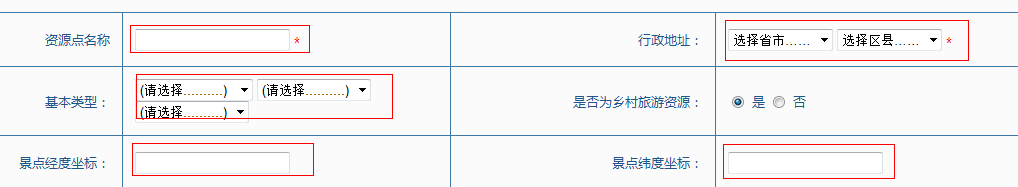 资源点名称 * 行政地址： 选择省市…… 选择区县…… *
基本类型： (请选择.........) (请选择.........) 是否为乡村旅游资源： 是 否
(请选择.........)
景点经度坐标： 景点纬度坐标：